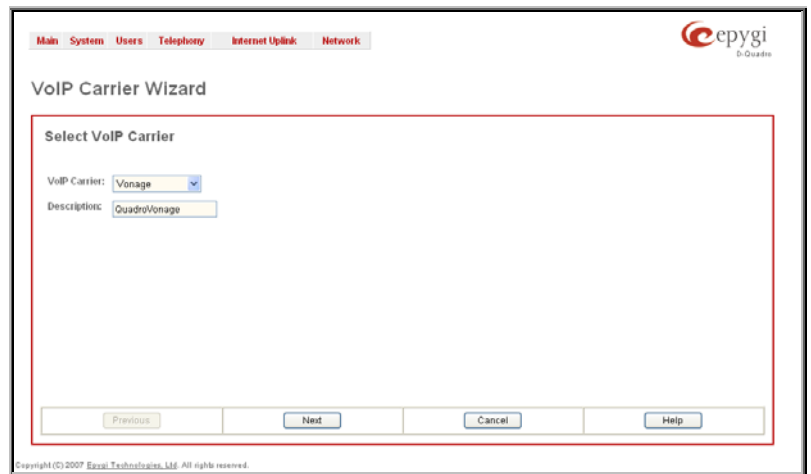 Main System Users Telephony Internet Uplink Network
epygi
D-Quadro
VoIP Carrier Wizard
Select VoIP Carrier
VoIP Carrier: Vonage
Description: QuadroVonage
Previous Next Cancel Help
Copyright (C) 2007 Epygi Technologies, Ltd. All rights reserved.